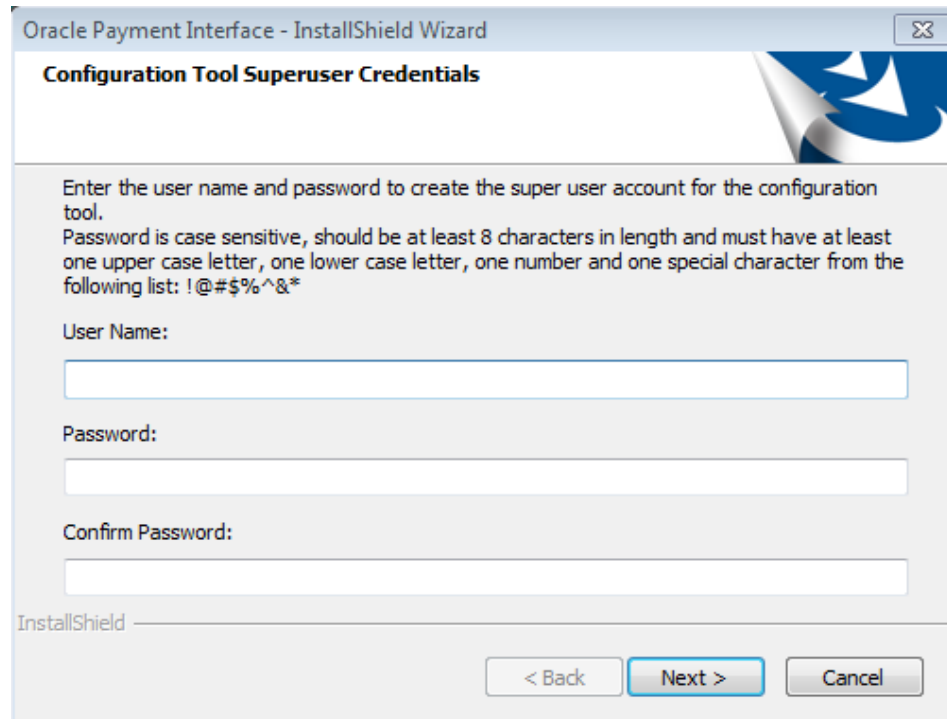 Oracle Payment Interface - InstallShield Wizard
Configuration Tool Superuser Credentials
Enter the user name and password to create the super user account for the configuration
tool.
Password is case sensitive, should be at least 8 characters in length and must have at least
one upper case letter, one lower case letter, one number and one special character from the
following list: !@#$%^&*
User Name:
Password:
Confirm Password:
InstallShield
< Back Next > Cancel